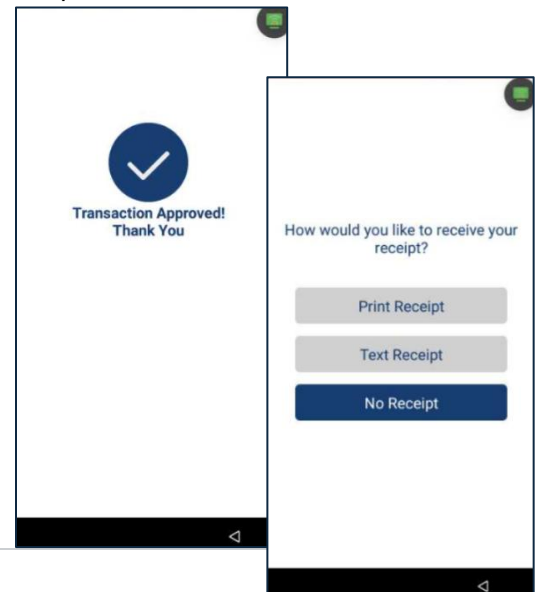 Transaction Approved!
Thank You
How would you like to receive your
receipt?
Print Receipt
Text Receipt
No Receipt